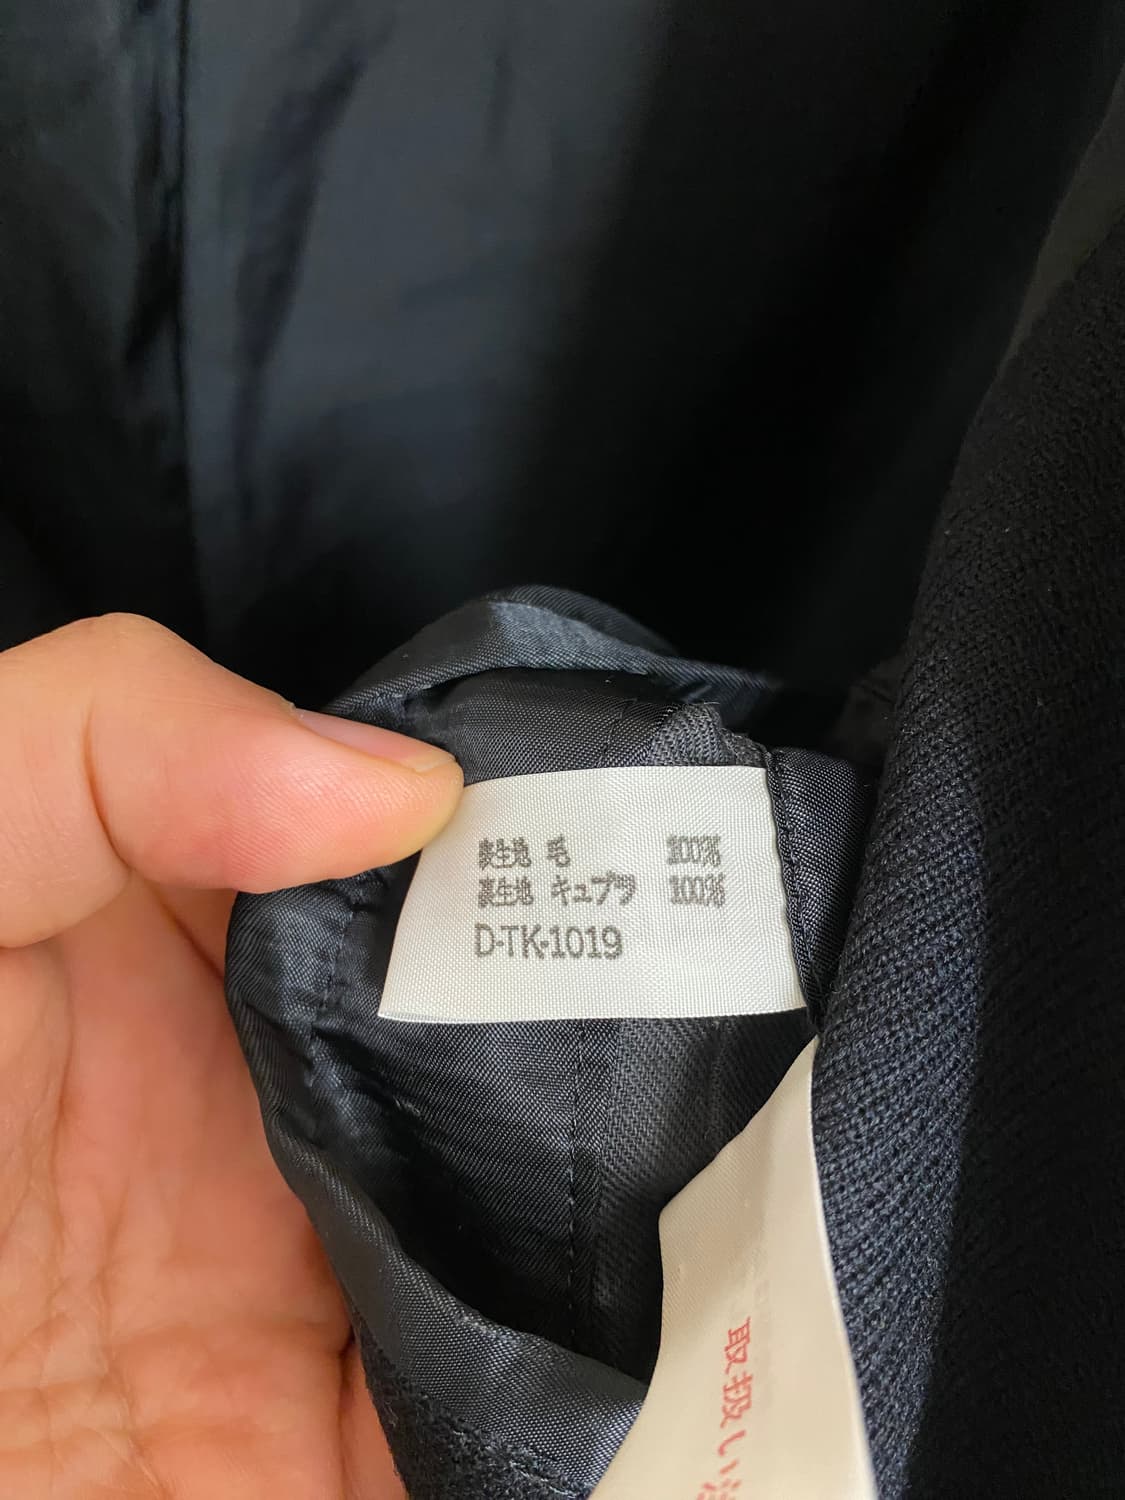 表生地 毛 100%
裏生地 キュプラ 100%
D-TK-1019
取扱い